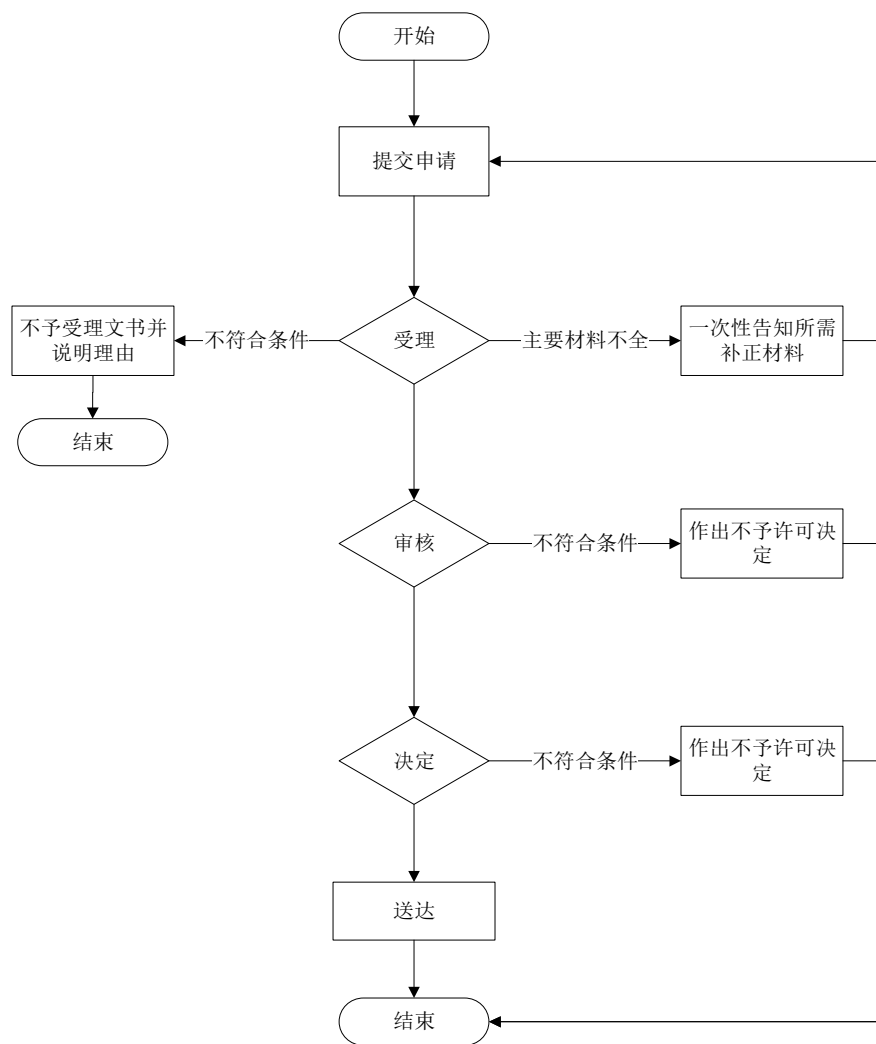 开始
提交申请
不予受理文书并
说明理由
不符合条件
受理
主要材料不全
一次性告知所需
补正材料
结束
审核
不符合条件
作出不予许可决
定
决定
不符合条件
作出不予许可决
定
送达
结束